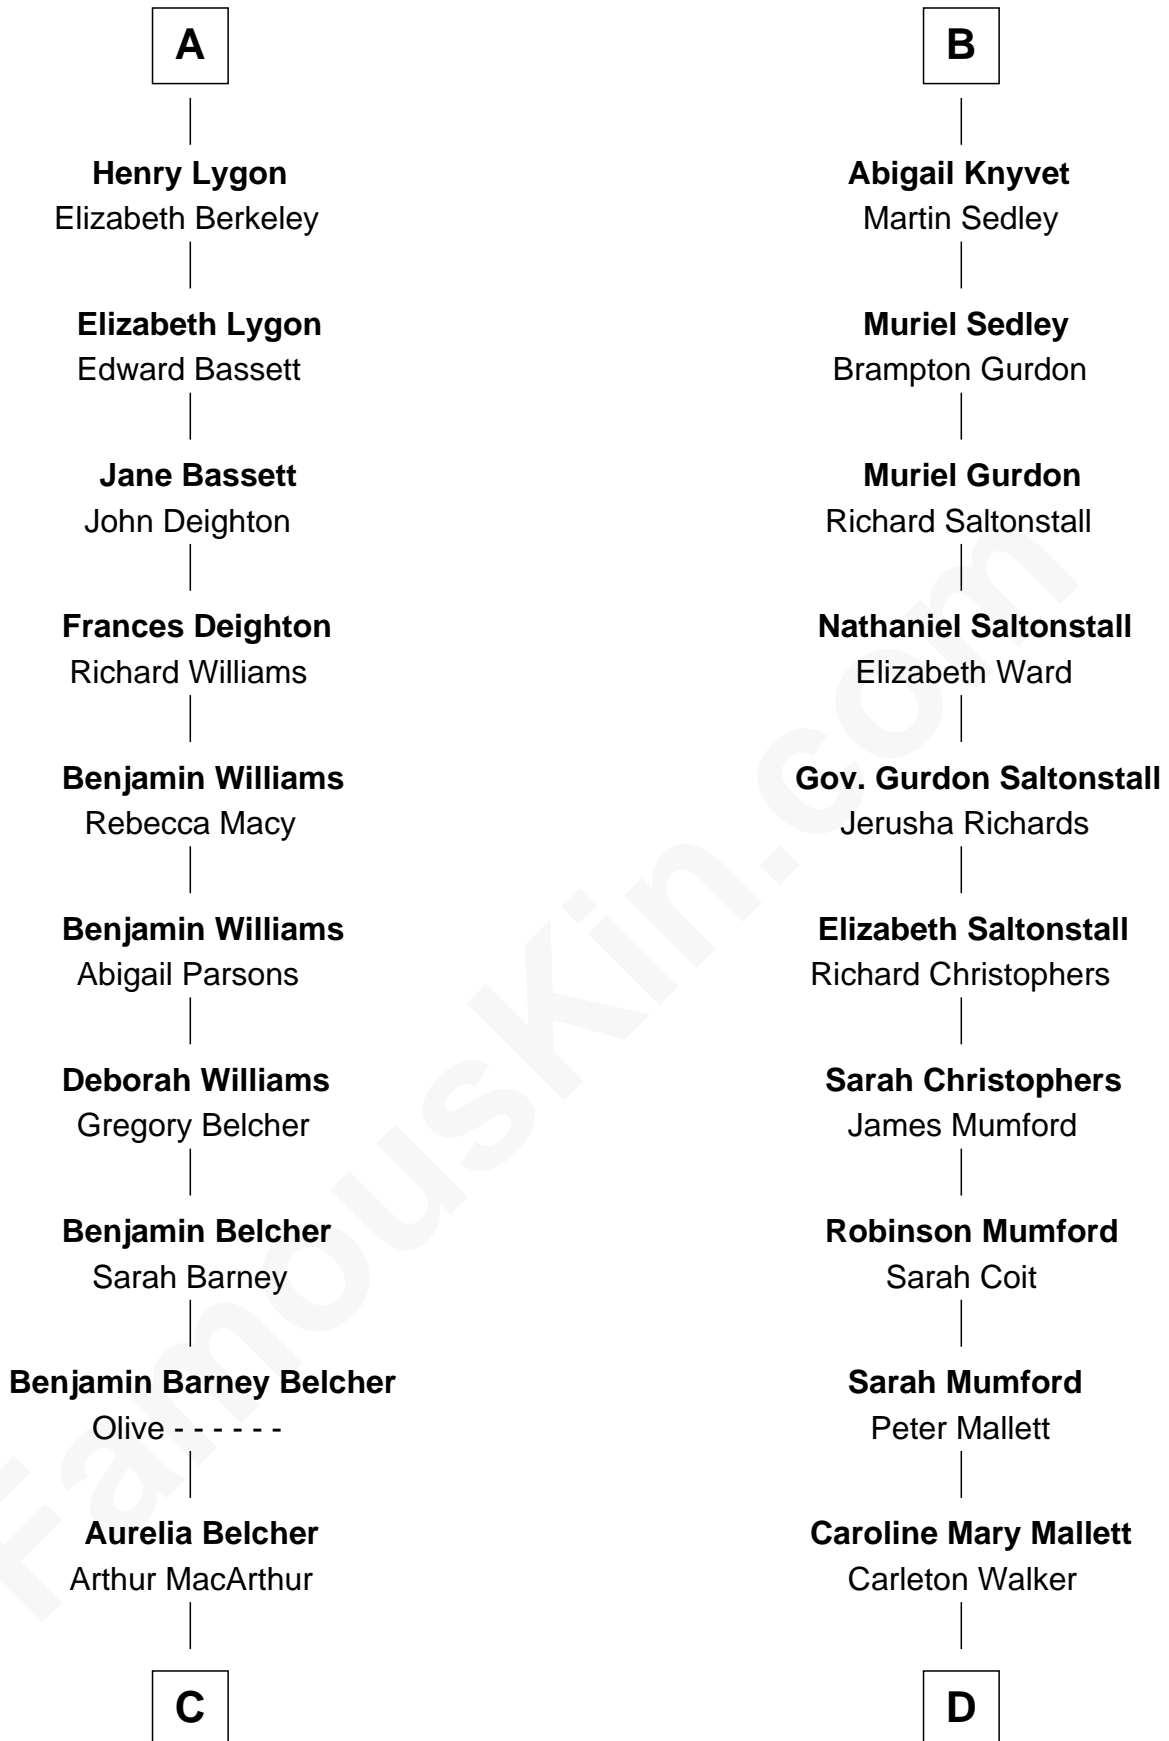 A
Henry Lygon
Elizabeth Berkeley
Elizabeth Lygon
Edward Bassett
Jane Bassett
John Deighton
Frances Deighton
Richard Williams
Benjamin Williams
Rebecca Macy
Benjamin Williams
Abigail Parsons
Deborah Williams
Gregory Belcher
Benjamin Belcher
Sarah Barney
Benjamin Barney Belcher
Olive - - - - - -
Aurelia Belcher
Arthur MacArthur
C
B
Abigail Knyvet
Martin Sedley
Muriel Sedley
Brampton Gurdon
Muriel Gurdon
Richard Saltonstall
Nathaniel Saltonstall
Elizabeth Ward
Gov. Gurdon Saltonstall
Jerusha Richards
Elizabeth Saltonstall
Richard Christophers
Sarah Christophers
James Mumford
Robinson Mumford
Sarah Coit
Sarah Mumford
Peter Mallett
Caroline Mary Mallett
Carleton Walker
D
FamousKin.com